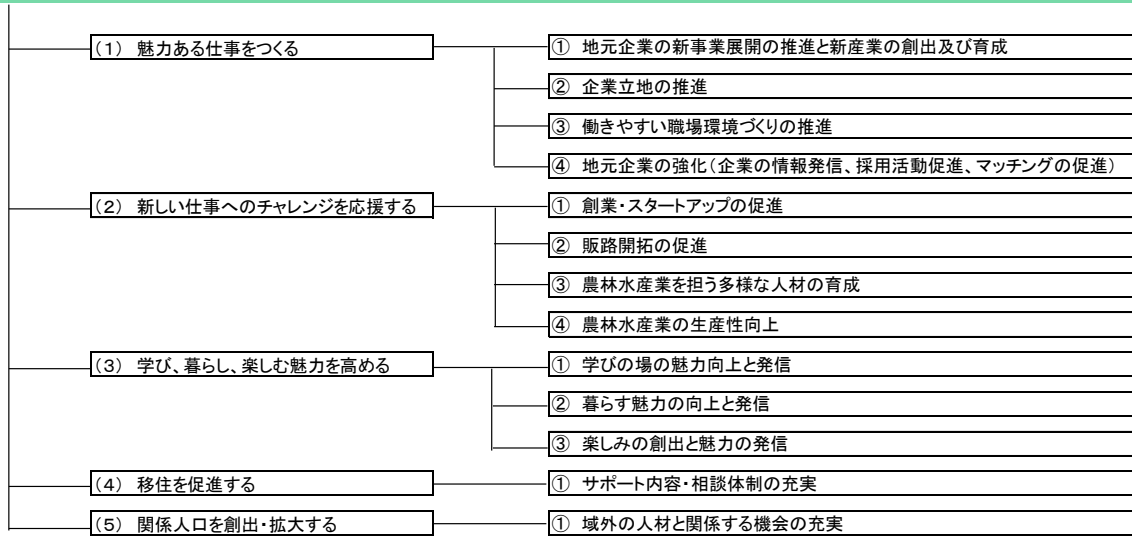 (1) 魅力ある仕事をつくる
① 地元企業の新事業展開の推進と新産業の創出及び育成
② 企業立地の推進
③ 働きやすい職場環境づくりの推進
④ 地元企業の強化(企業の情報発信、採用活動促進、マッチングの促進)
(2) 新しい仕事へのチャレンジを応援する
① 創業・スタートアップの促進
② 販路開拓の促進
③ 農林水産業を担う多様な人材の育成
④ 農林水産業の生産性向上
(3) 学び、暮らし、楽しむ魅力を高める
① 学びの場の魅力向上と発信
② 暮らす魅力の向上と発信
③ 楽しみの創出と魅力の発信
(4) 移住を促進する
① サポート内容・相談体制の充実
(5) 関係人口を創出・拡大する
① 域外の人材と関係する機会の充実